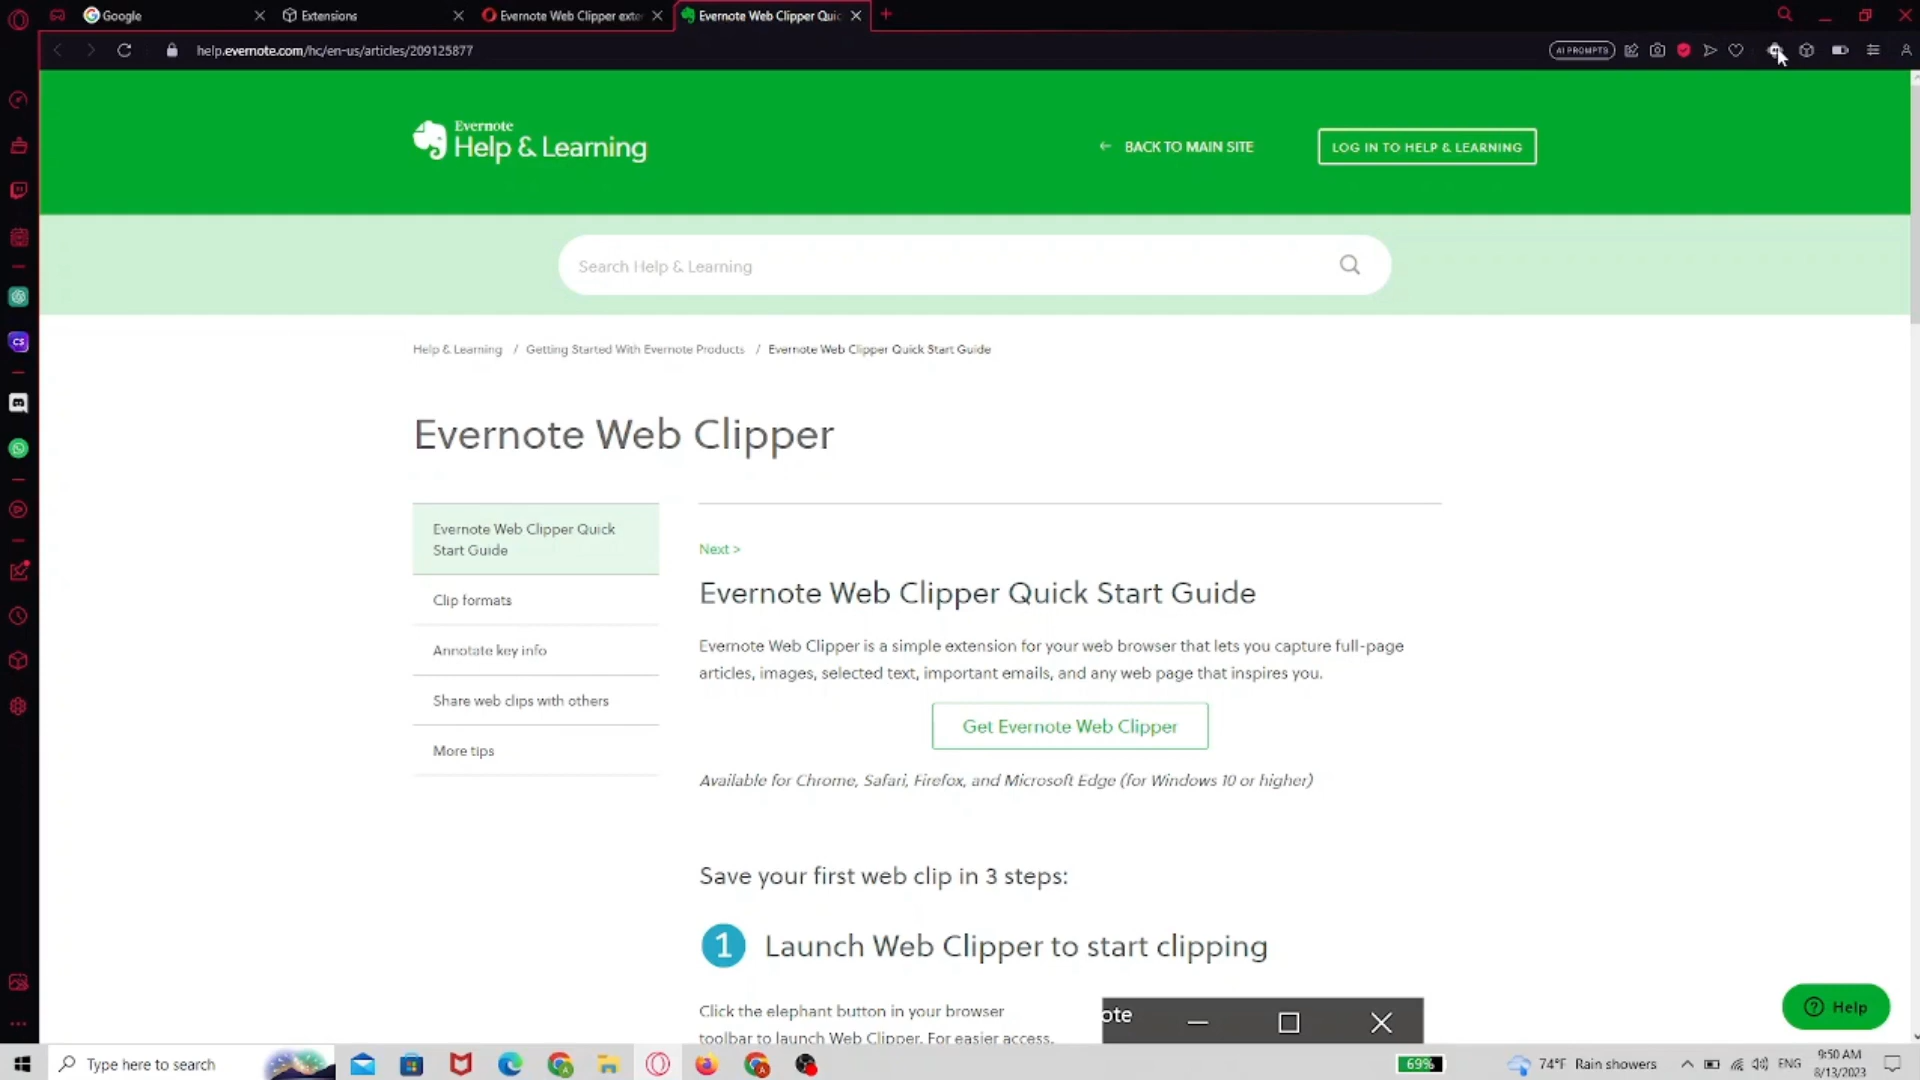 Google
Extensions
Evernote Web Clipper exte
Evernote Web Clipper Quic
help.evernote.com/hc/en-us/articles/209125877
AI PROMPTS
Evernote
Help & Learning
← BACK TO MAIN SITE
LOG IN TO HELP & LEARNING
Search Help & Learning
Help & Learning / Getting Started With Evernote Products / Evernote Web Clipper Quick Start Guide
Evernote Web Clipper
Evernote Web Clipper Quick
Start Guide
Clip formats
Annotate key info
Share web clips with others
More tips
Next >
Evernote Web Clipper Quick Start Guide
Evernote Web Clipper is a simple extension for your web browser that lets you capture full-page
articles, images, selected text, important emails, and any web page that inspires you.
Get Evernote Web Clipper
Available for Chrome, Safari, Firefox, and Microsoft Edge (for Windows 10 or higher)
Save your first web clip in 3 steps:
1 Launch Web Clipper to start clipping
Click the elephant button in your browser
toolbar to launch Web Clipper. For easier access,
ote
Help
CS
Type here to search
69%
74°F Rain showers
ENG
9:50 AM
8/13/2023